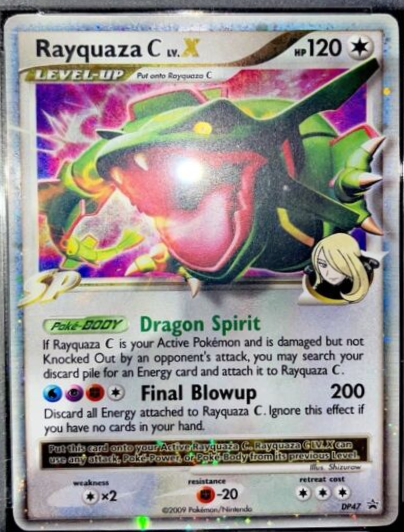 Rayquaza C LV.X HP 120
LEVEL-UP Put onto Rayquaza C
SP
Poké-BODY Dragon Spirit
If Rayquaza C is your Active Pokémon and is damaged but not
Knocked Out by an opponent's attack, you may search your
discard pile for an Energy card and attach it to Rayquaza C.
Final Blowup 200
Discard all Energy attached to Rayquaza C. Ignore this effect if
you have no cards in your hand.
Put this card onto your Active Rayquaza C. Rayquaza C LV.X can
use any attack, Poké-Power, or Poké-Body from its previous Level.
Illus. Shizurow
weakness resistance retreat cost
×2 -20
©2009 Pokémon/Nintendo DP47